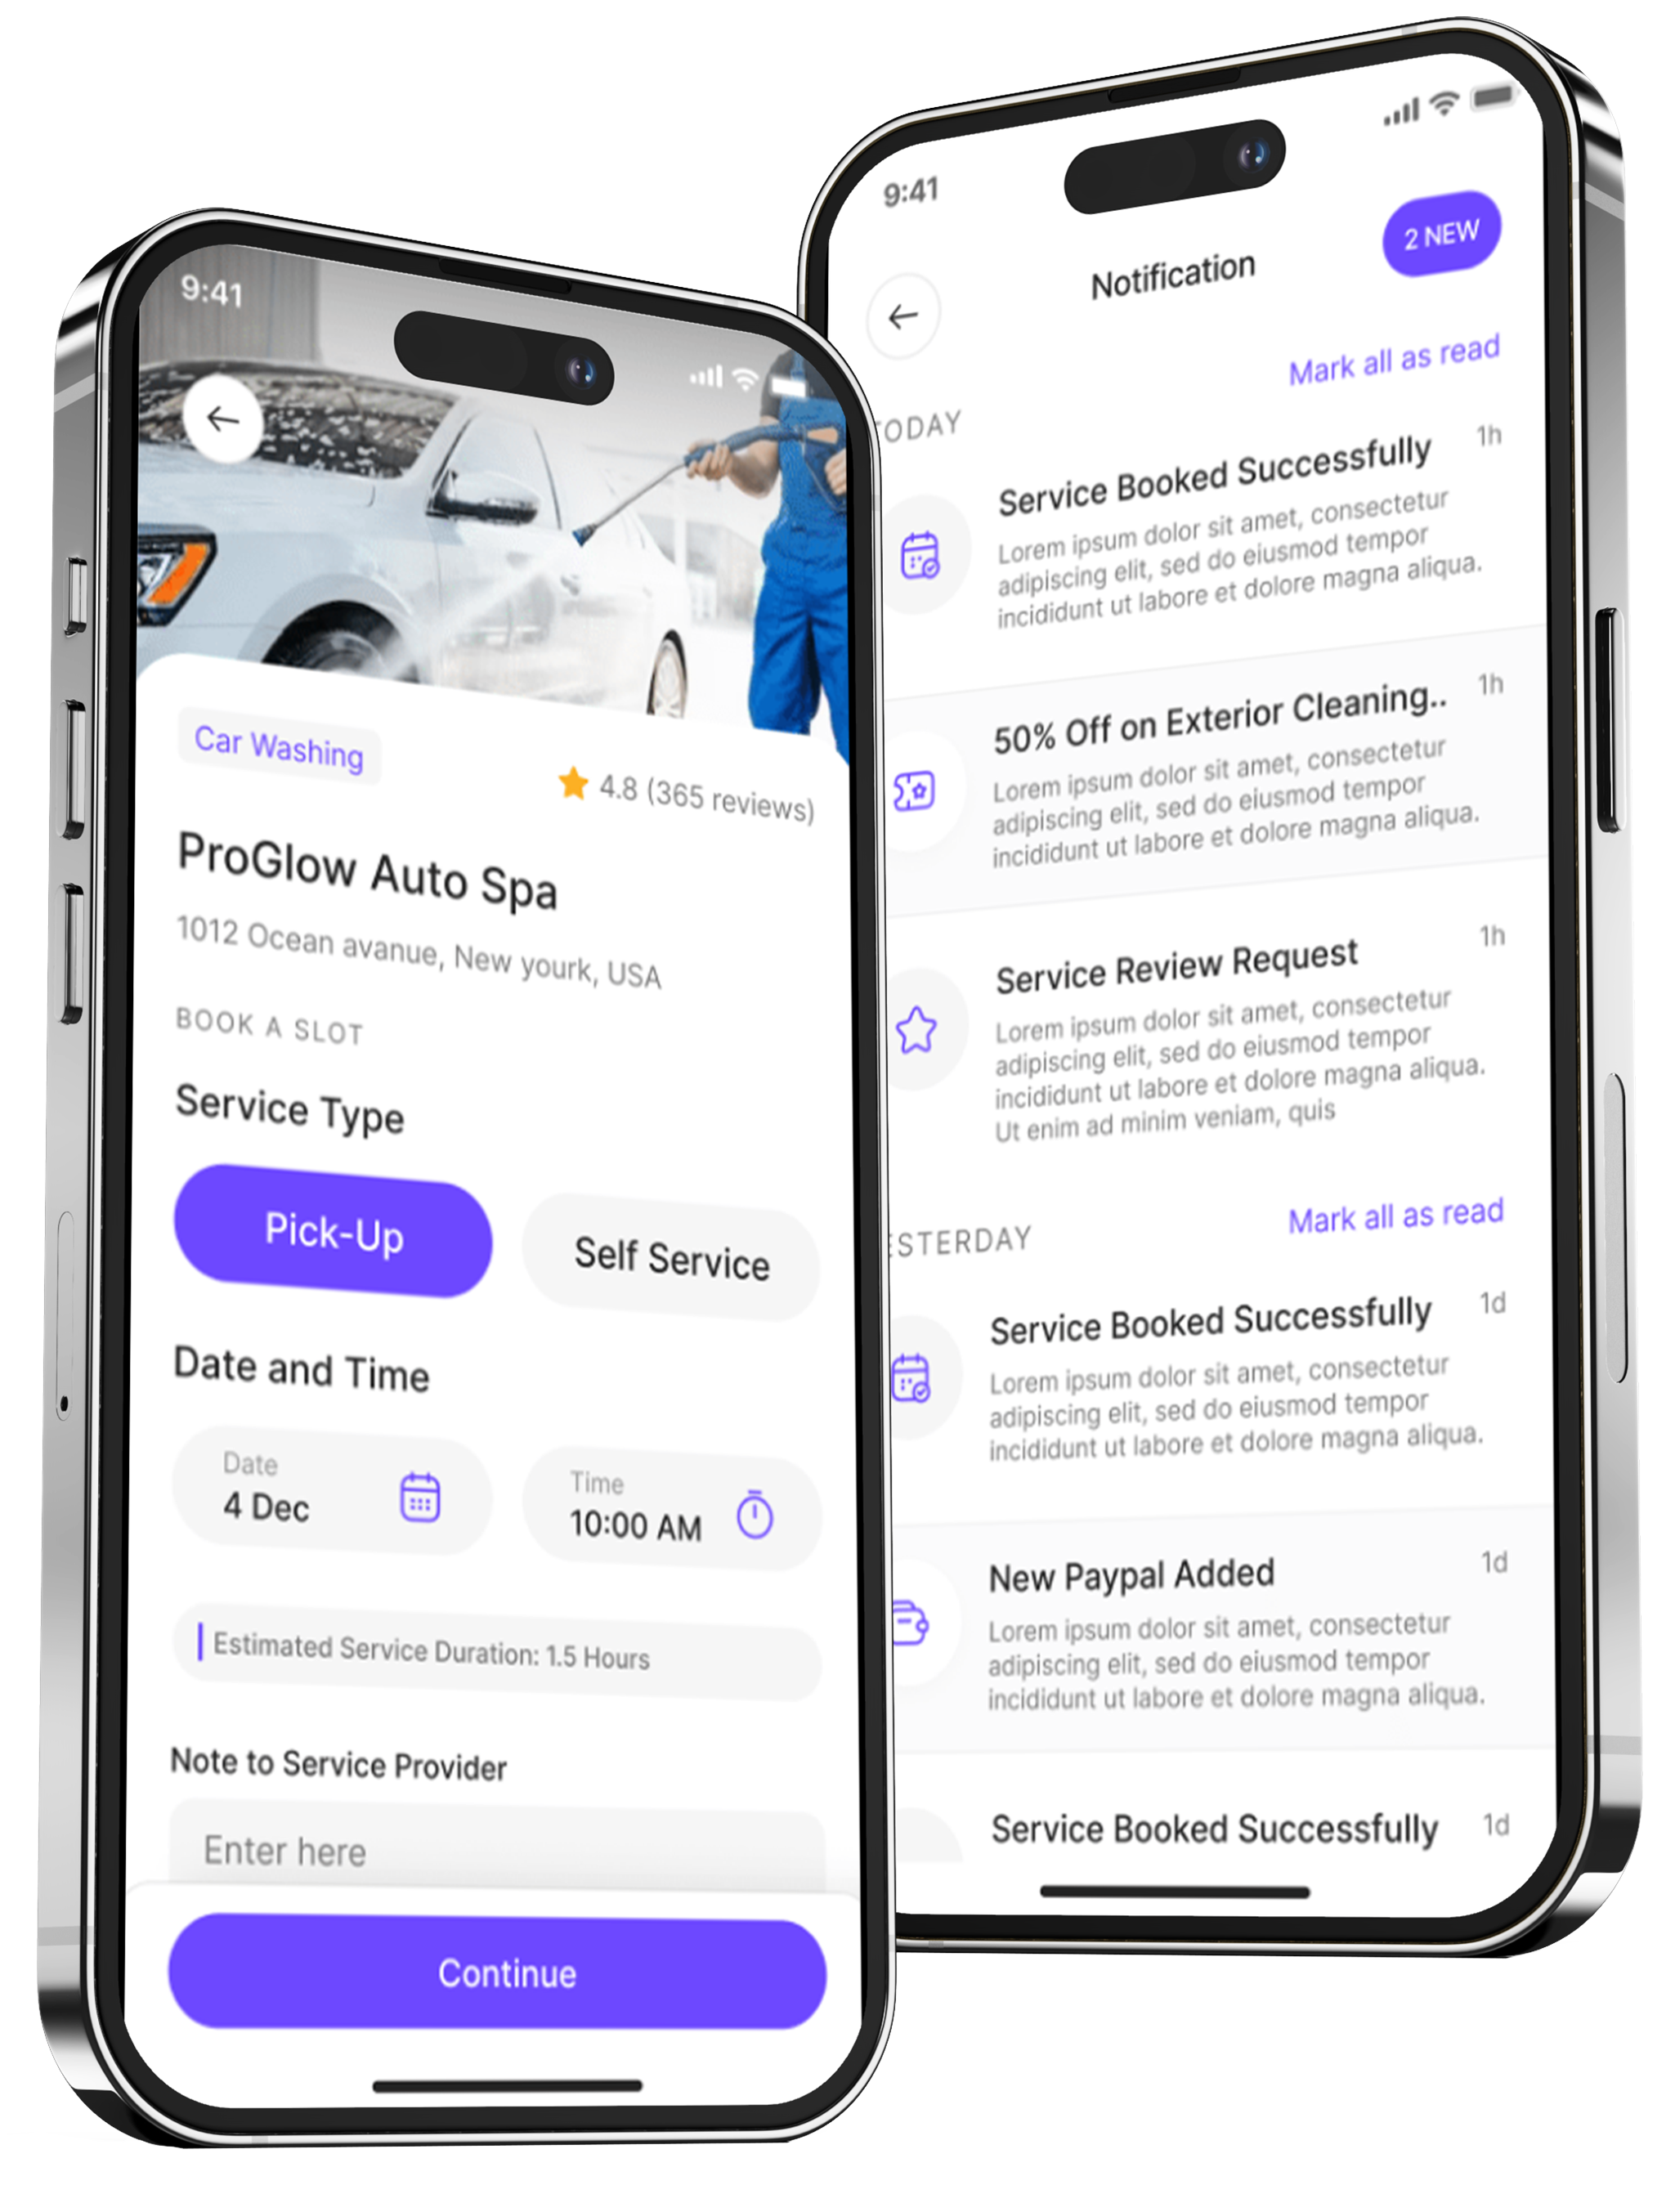 9:41
Car Washing
4.8 (365 reviews)
ProGlow Auto Spa
1012 Ocean avanue, New yourk, USA
BOOK A SLOT
Service Type
Pick-Up
Self Service
Date and Time
Date
4 Dec
Time
10:00 AM
Estimated Service Duration: 1.5 Hours
Note to Service Provider
Enter here
Continue
9:41
Notification
2 NEW
Mark all as read
TODAY
Service Booked Successfully
1h
Lorem ipsum dolor sit amet, consectetur
adipiscing elit, sed do eiusmod tempor
incididunt ut labore et dolore magna aliqua.
50% Off on Exterior Cleaning..
1h
Lorem ipsum dolor sit amet, consectetur
adipiscing elit, sed do eiusmod tempor
incididunt ut labore et dolore magna aliqua.
Service Review Request
1h
Lorem ipsum dolor sit amet, consectetur
adipiscing elit, sed do eiusmod tempor
incididunt ut labore et dolore magna aliqua.
Ut enim ad minim veniam, quis
ESTERDAY
Mark all as read
Service Booked Successfully
1d
Lorem ipsum dolor sit amet, consectetur
adipiscing elit, sed do eiusmod tempor
incididunt ut labore et dolore magna aliqua.
New Paypal Added
1d
Lorem ipsum dolor sit amet, consectetur
adipiscing elit, sed do eiusmod tempor
incididunt ut labore et dolore magna aliqua.
Service Booked Successfully
1d